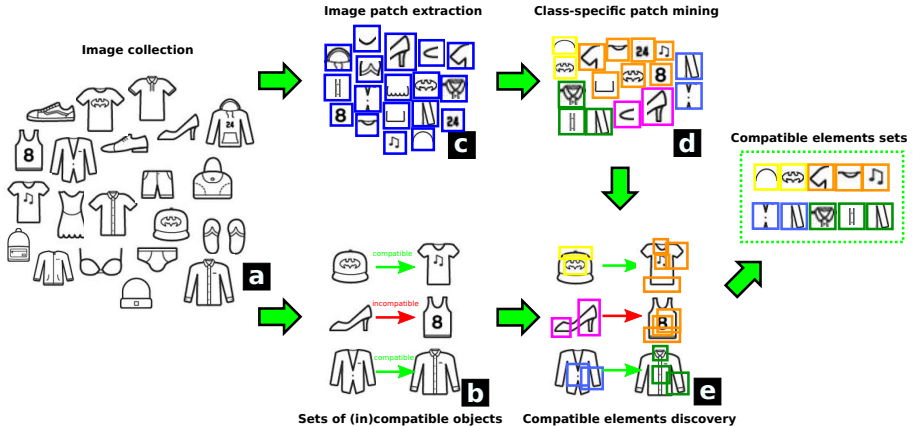 Image patch extraction
Class-specific patch mining
Image collection
24
8
a
8
24
c
24
8
d
Compatible elements sets
compatible
incompatible
8
compatible
b
8
e
Sets of (in)compatible objects
Compatible elements discovery